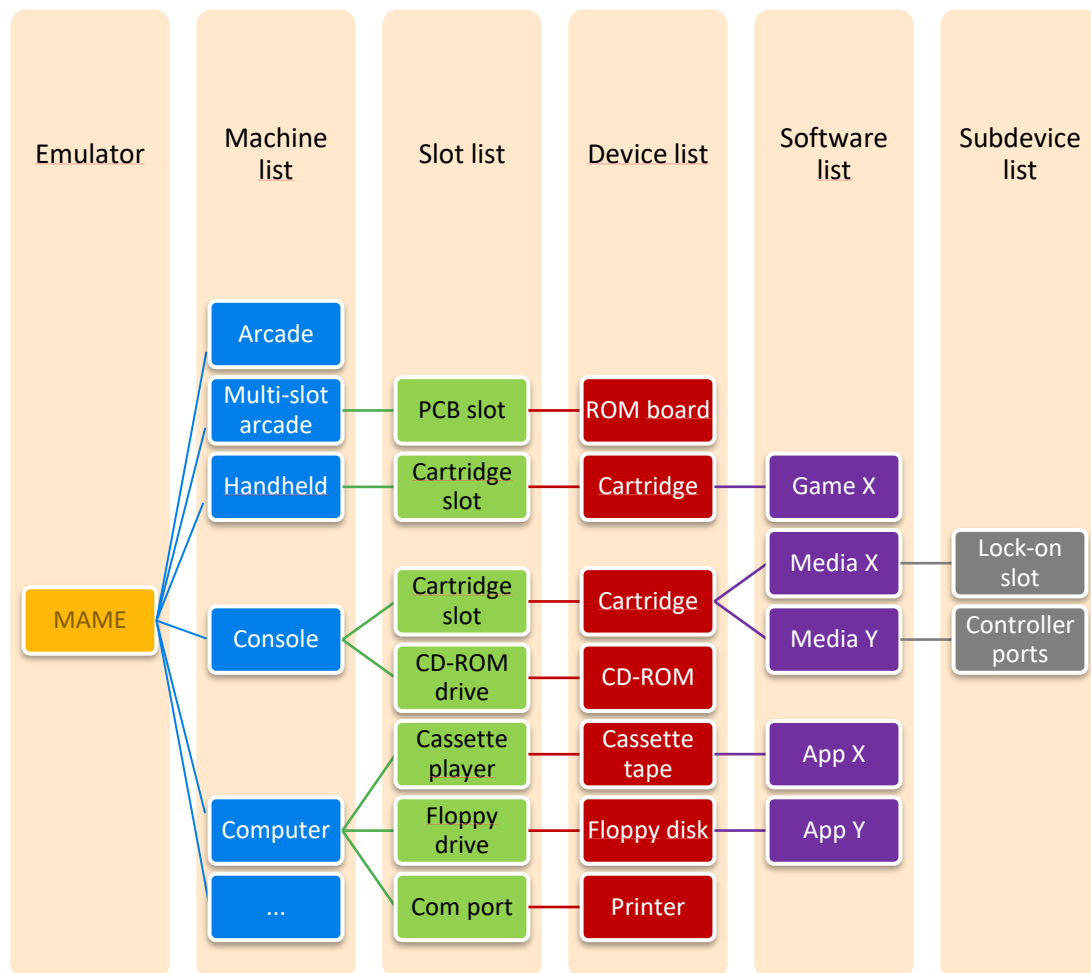 Emulator
Machine
list
Slot list
Device list
Software
list
Subdevice
list
Arcade
Multi-slot
arcade
PCB slot
ROM board
Handheld
Cartridge
slot
Cartridge
Game X
MAME
Console
Cartridge
slot
Cartridge
Media X
Lock-on
slot
Media Y
Controller
ports
CD-ROM
drive
CD-ROM
Computer
Cassette
player
Cassette
tape
App X
Floppy
drive
Floppy disk
App Y
Com port
Printer
...